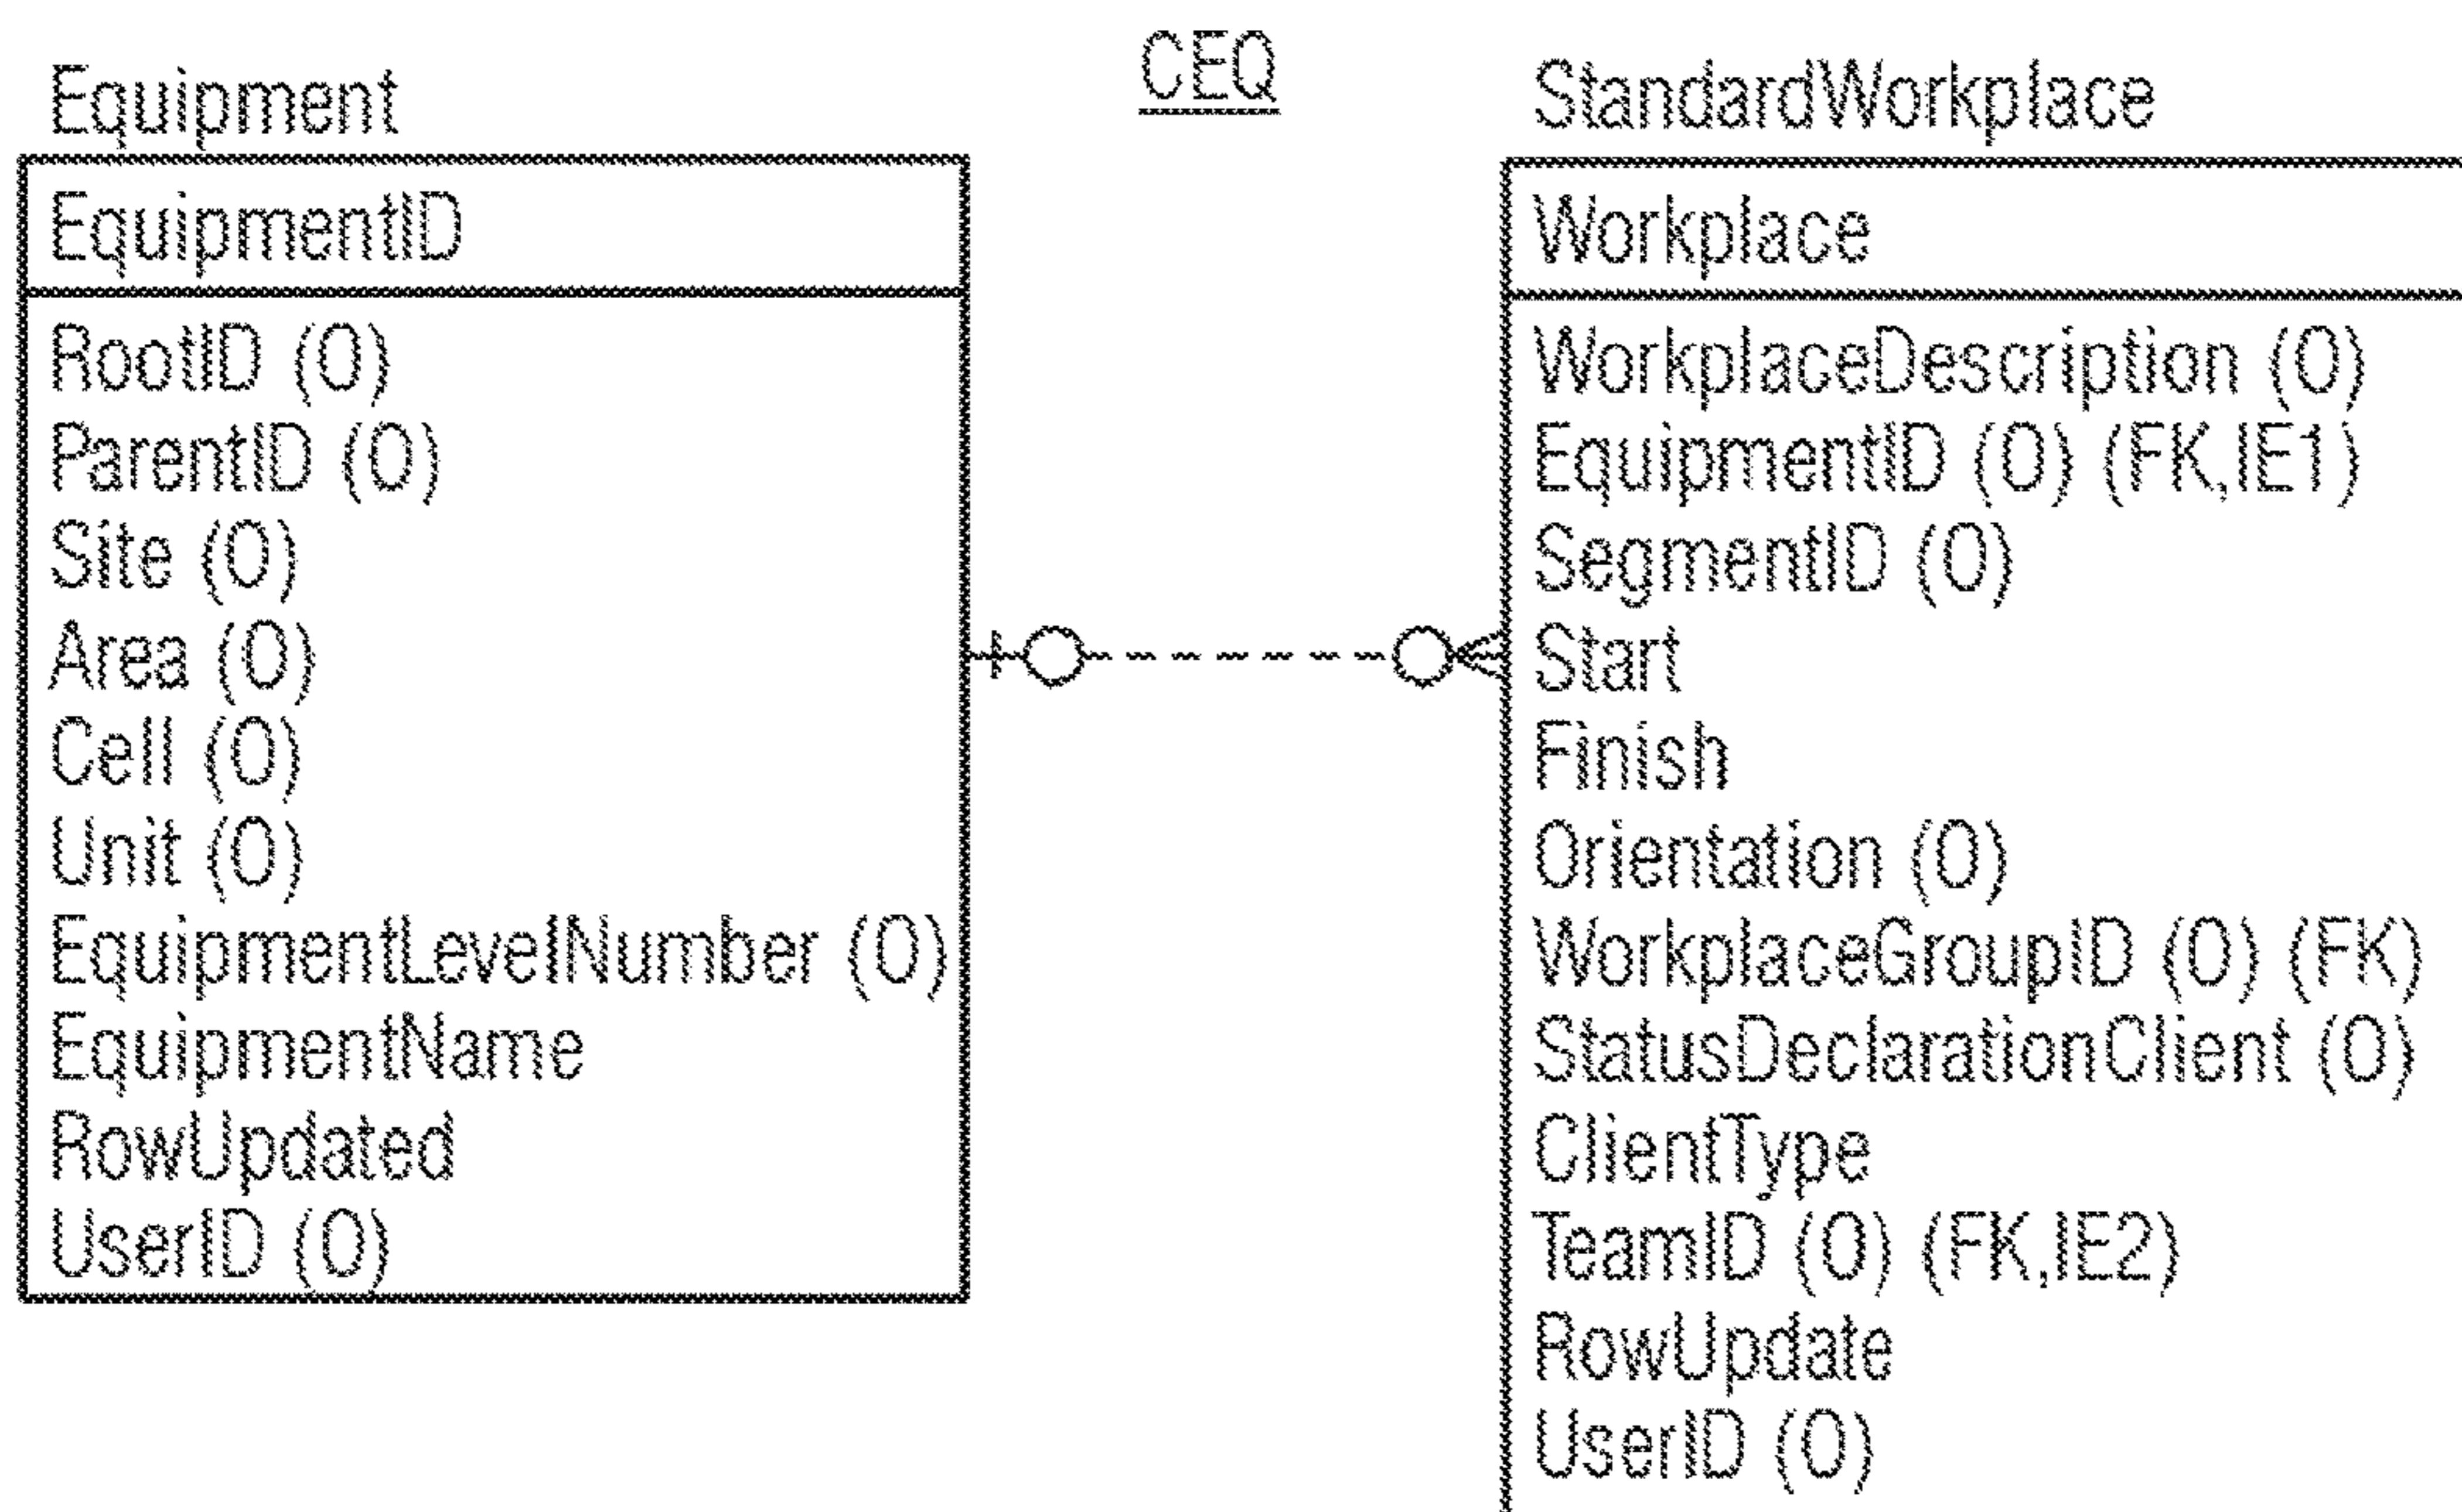 CEQ
Equipment
EquipmentID
RootID (O)
ParentID (O)
Site (O)
Area (O)
Cell (O)
Unit (O)
EquipmentLevelNumber (O)
EquipmentName
RowUpdated
UserID (O)
StandardWorkplace
Workplace
WorkplaceDescription (O)
EquipmentID (O) (FK,IE1)
SegmentID (O)
Start
Finish
Orientation (O)
WorkplaceGroupID (O) (FK)
StatusDeclarationClient (O)
ClientType
TeamID (O) (FK,IE2)
RowUpdate
UserID (O)